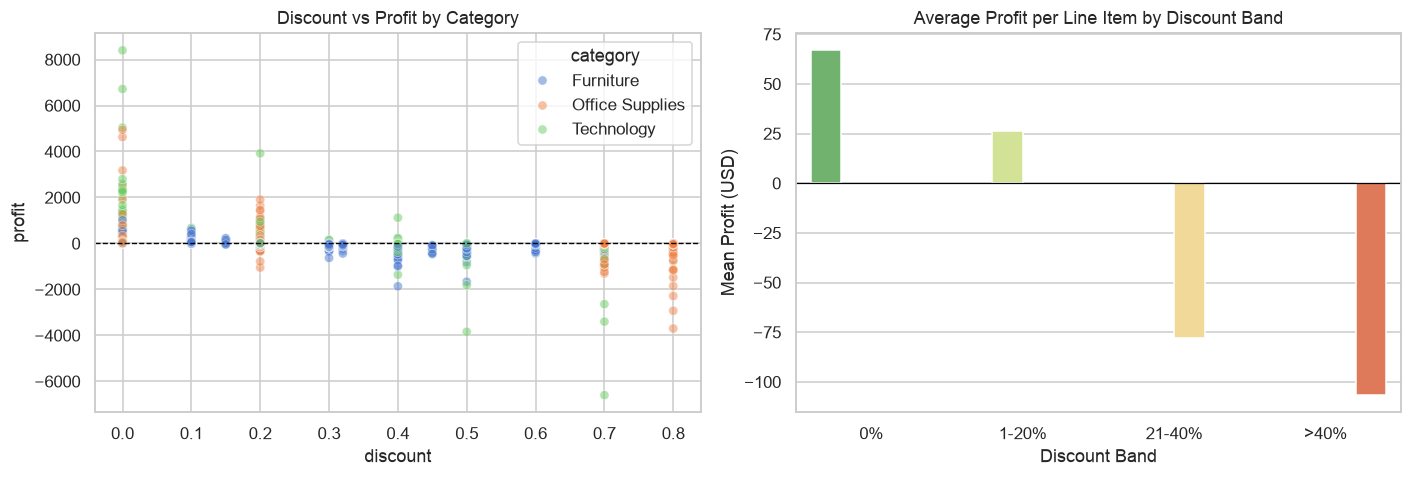 Discount vs Profit by Category
profit
8000
6000
4000
2000
0
−2000
−4000
−6000
category
Furniture
Office Supplies
Technology
0.0 0.1 0.2 0.3 0.4 0.5 0.6 0.7 0.8
discount
Average Profit per Line Item by Discount Band
Mean Profit (USD)
75
50
25
0
−25
−50
−75
−100
0% 1-20% 21-40% >40%
Discount Band